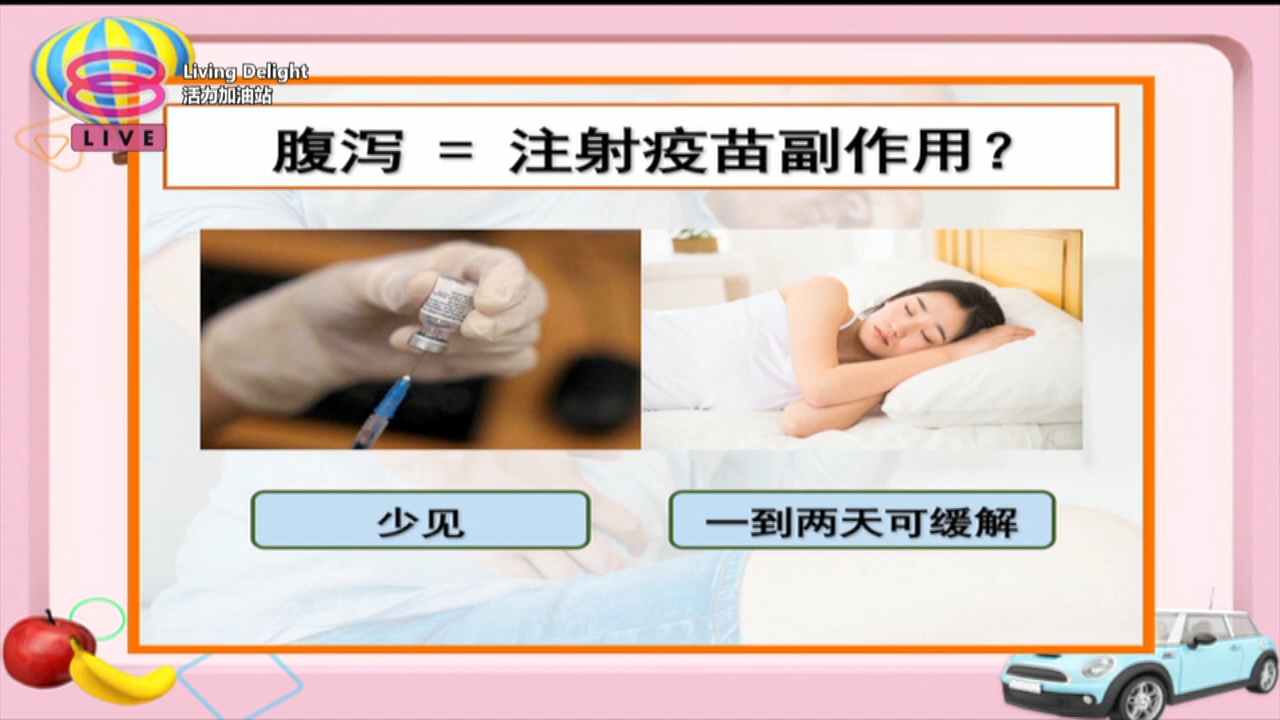 Living Delight
活力加油站
LIVE
腹泻 = 注射疫苗副作用?
少见
一到两天可缓解